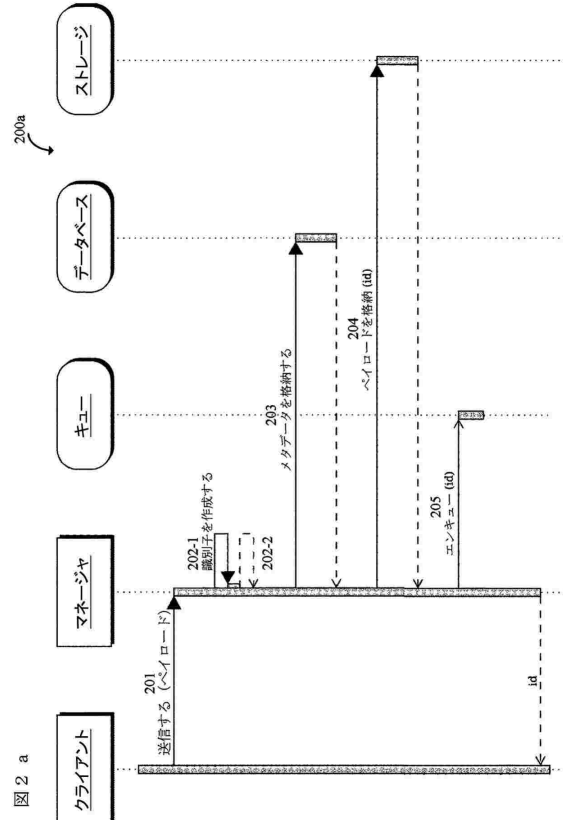 図2 a
200a
クライアント
マネージャ
キュー
データベース
ストレージ
201
送信する (ペイロード)
202-1
識別子を作成する
202-2
203
メタデータを格納する
204
ペイロードを格納 (id)
205
エンキュー (id)
id